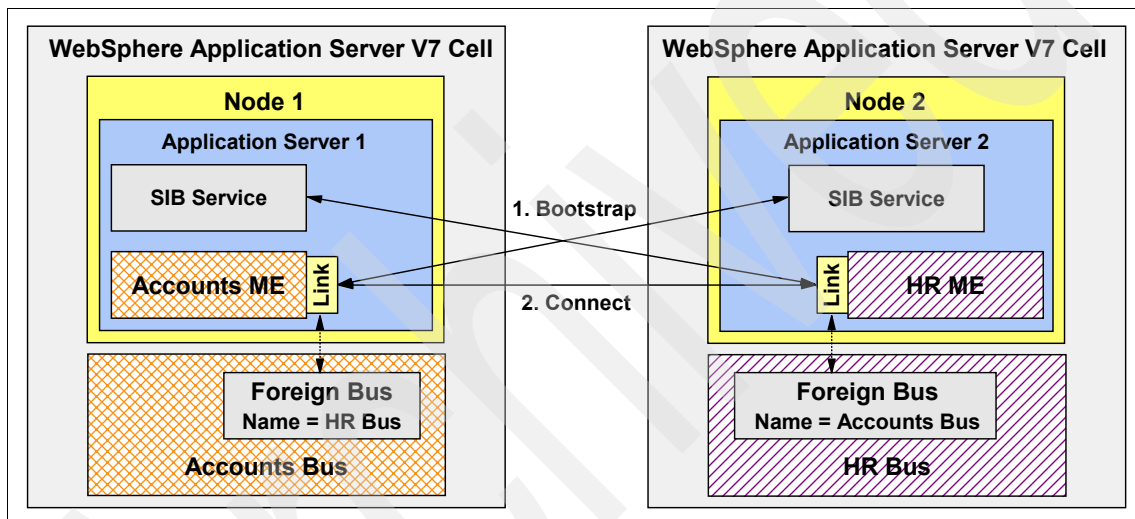 WebSphere Application Server V7 Cell
Node 1
Application Server 1
SIB Service
Accounts ME
Link
Foreign Bus
Name = HR Bus
Accounts Bus
1. Bootstrap
2. Connect
WebSphere Application Server V7 Cell
Node 2
Application Server 2
SIB Service
Link
HR ME
Foreign Bus
Name = Accounts Bus
HR Bus